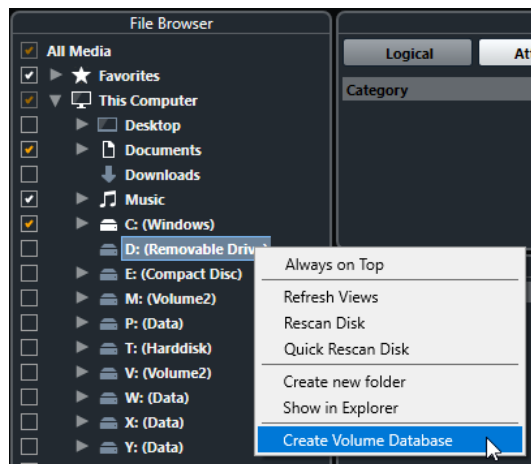 File Browser
All Media
Favorites
This Computer
Desktop
Documents
Downloads
Music
C: (Windows)
D: (Removable Drive)
E: (Compact Disc)
M: (Volume2)
P: (Data)
T: (Harddisk)
V: (Volume2)
W: (Data)
X: (Data)
Y: (Data)
Logical
Category
Always on Top
Refresh Views
Rescan Disk
Quick Rescan Disk
Create new folder
Show in Explorer
Create Volume Database